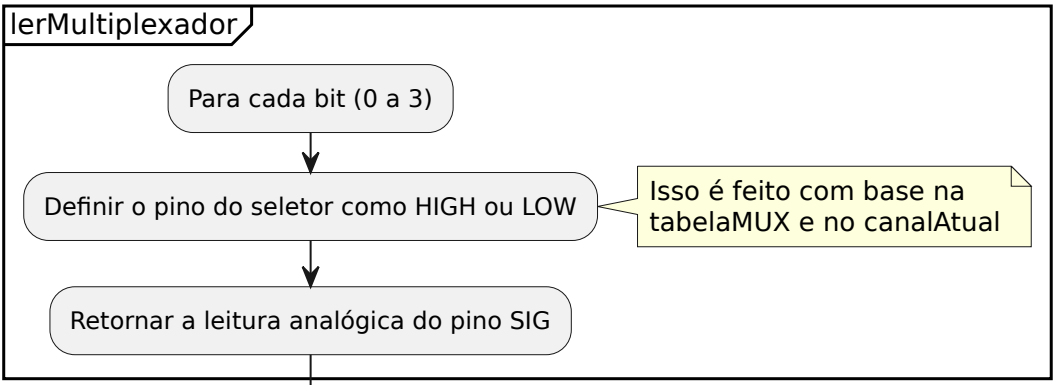 lerMultiplexador
Para cada bit (0 a 3)
Definir o pino do seletor como HIGH ou LOW
Isso é feito com base na
tabelaMUX e no canalAtual
Retornar a leitura analógica do pino SIG